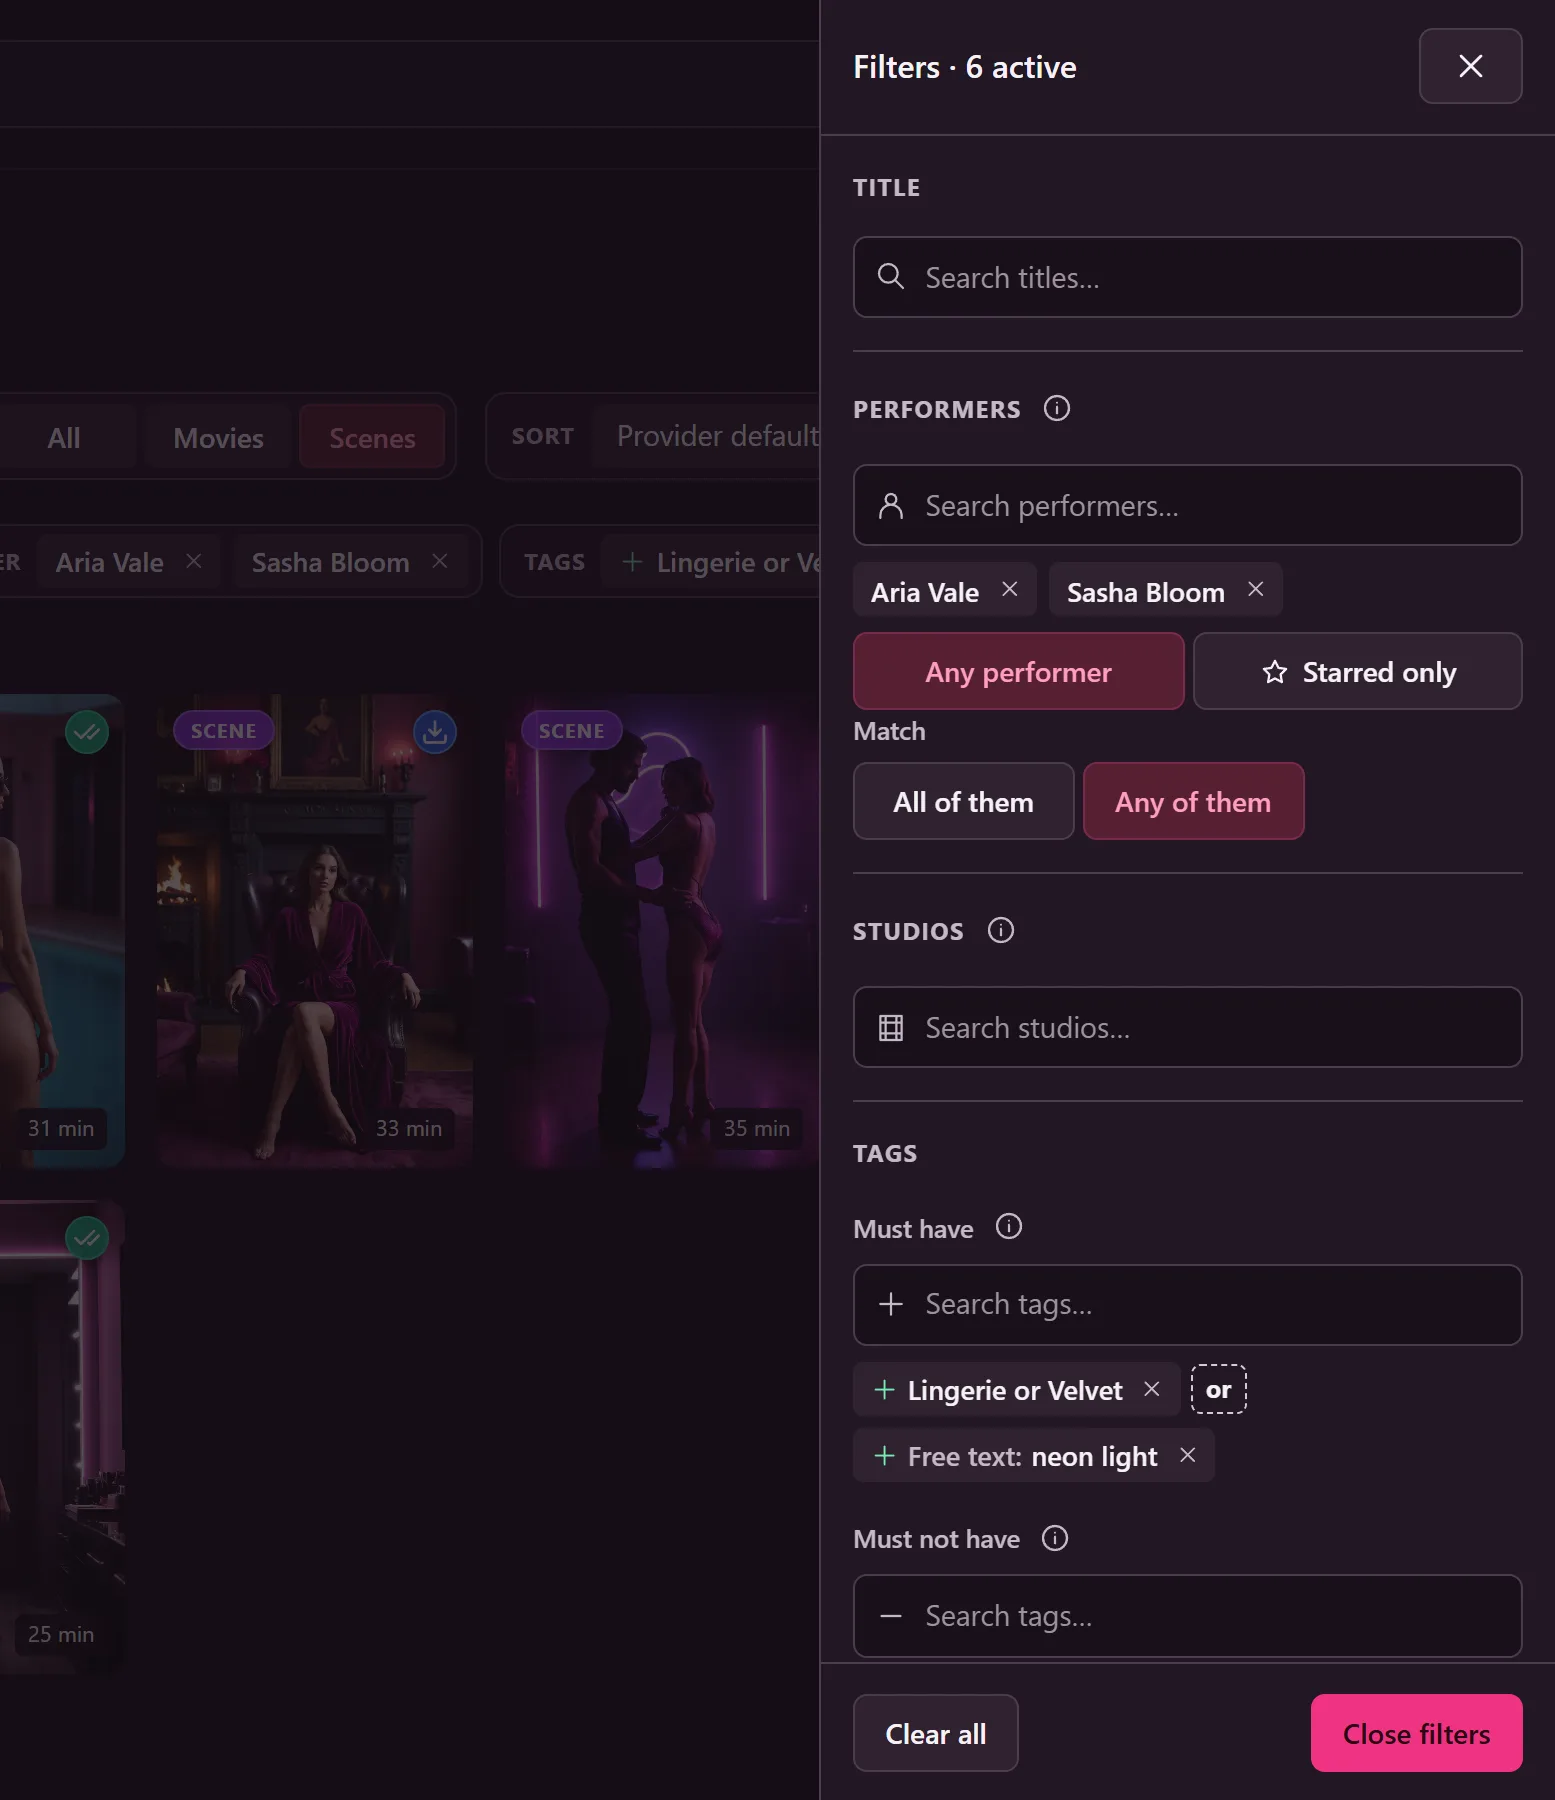 Filters · 6 active
TITLE
Search titles...
PERFORMERS
Search performers...
Aria Vale
Sasha Bloom
Any performer
Starred only
Match
All of them
Any of them
STUDIOS
Search studios...
TAGS
Must have
Search tags...
Lingerie or Velvet
or
Free text: neon light
Must not have
Search tags...
Clear all
Close filters
All
Movies
Scenes
SORT
Provider default
Aria Vale
Sasha Bloom
TAGS
Lingerie or
SCENE
SCENE
31 min
33 min
35 min
25 min